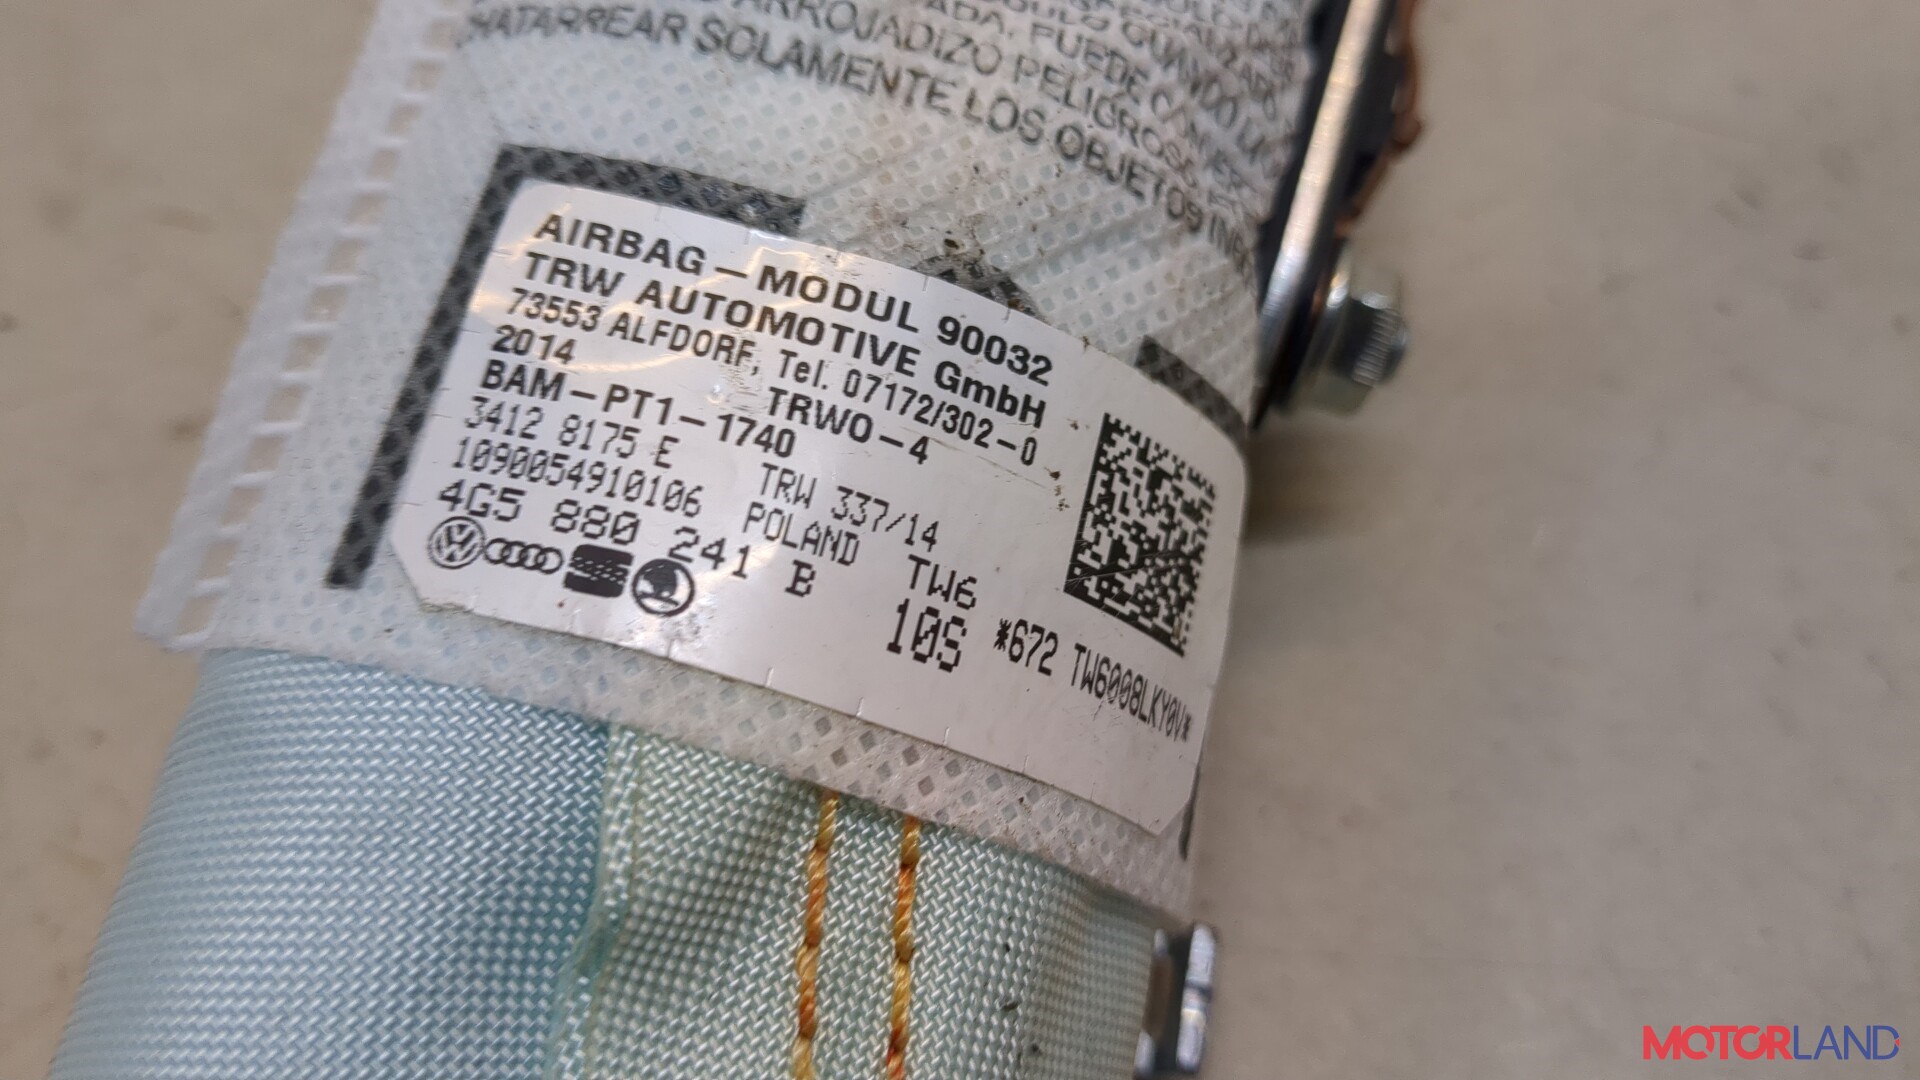 CHATARREAR SOLAMENTE LOS OBJETOS
AIRBAG – MODUL 90032
TRW AUTOMOTIVE GmbH
73553 ALFDORF, Tel. 07172/302-0
2014 TRWO-4
BAM-PT1-1740
3412 8175 E TRW 337/14
1090054910106 POLAND TW6
4G5 880 241 B 10S
*672 TW6008LKY0V*
MOTORLAND